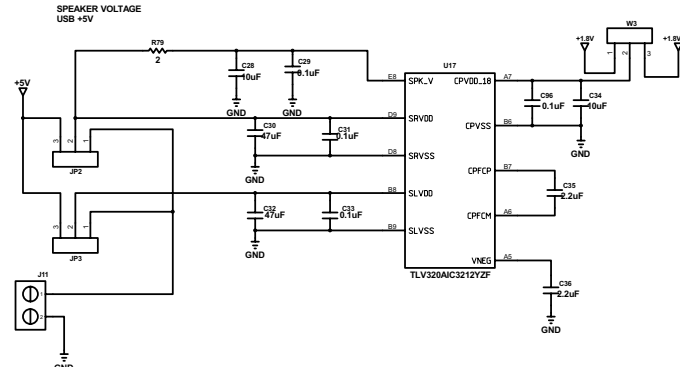 SPEAKER VOLTAGE
USB +5V
R79
2
C28
10uF
C29
0.1uF
GND
GND
+5V
C30
47uF
C31
0.1uF
GND
3
2
1
JP2
C32
47uF
C33
0.1uF
GND
3
2
1
JP3
J11
1
2
GND
U17
E8
SPK_V
D9
SRVDD
D8
SRVSS
B8
SLVDD
B9
SLVSS
CPVDD_18
A7
CPVSS
B6
CPFCP
B7
CPFCM
A6
VNEG
A5
TLV320AIC3212YZF
W3
+1.8V
+1.8V
1
2
3
C96
0.1uF
C34
10uF
GND
C35
2.2uF
C36
2.2uF
GND